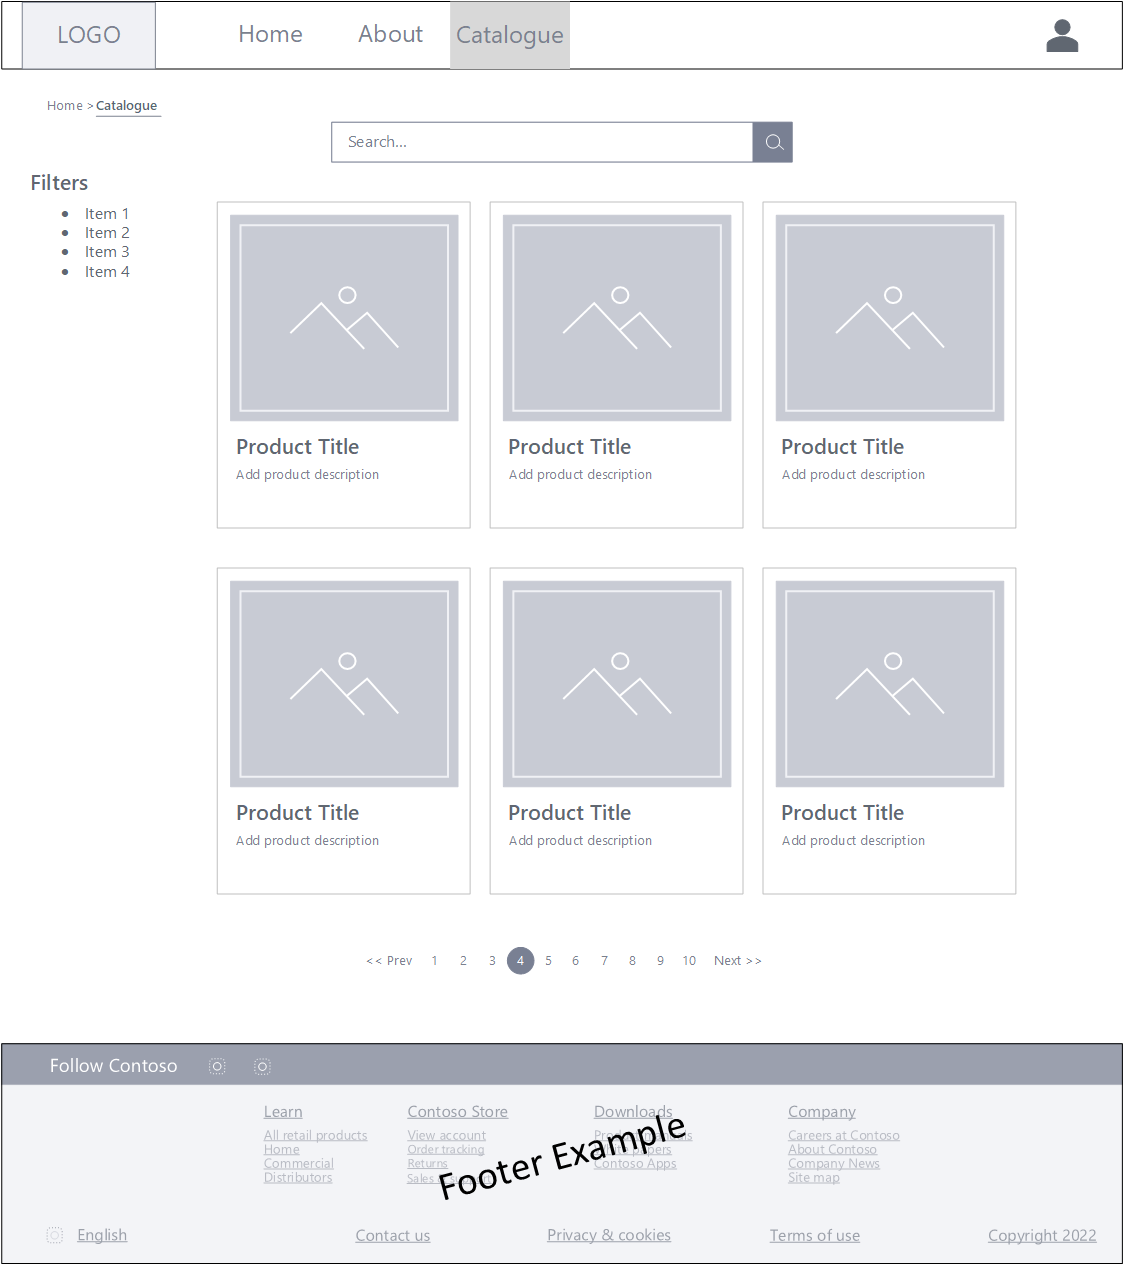 LOGO
Home
About
Catalogue
Home > Catalogue
Search...
Filters
• Item 1
• Item 2
• Item 3
• Item 4
Product Title
Add product description
Product Title
Add product description
Product Title
Add product description
Product Title
Add product description
Product Title
Add product description
Product Title
Add product description
<< Prev 1 2 3 4 5 6 7 8 9 10 Next >>
Follow Contoso
Learn
All retail products
Home
Commercial
Distributors
Contoso Store
View account
Order tracking
Returns
Sales
Downloads
papers
Contoso Apps
Company
Careers at Contoso
About Contoso
Company News
Site map
Footer Example
English
Contact us
Privacy & cookies
Terms of use
Copyright 2022